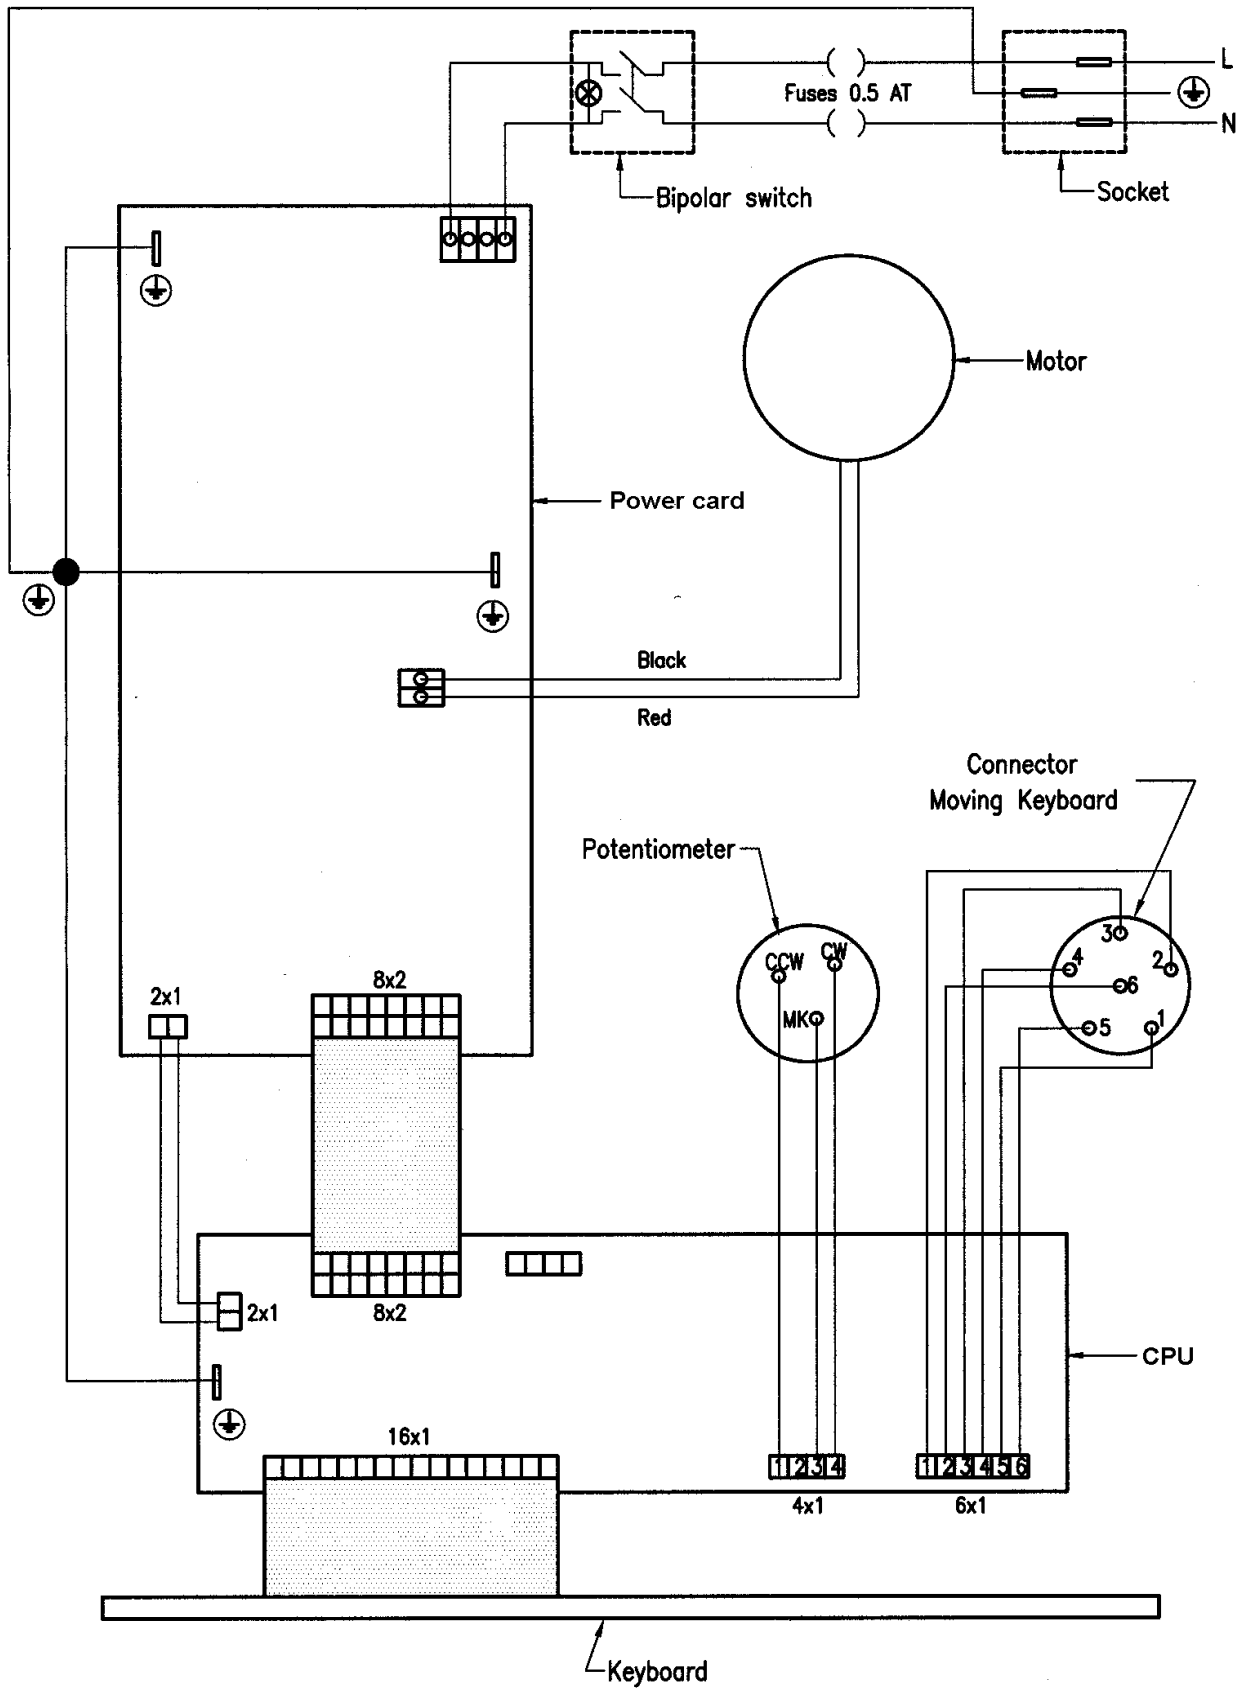 L
Fuses 0.5 AT
N
Bipolar switch
Socket
Motor
Power card
Black
Red
Connector
Moving Keyboard
Potentiometer
CCW
CW
MK
3
4
2
6
5
1
2x1
8x2
8x2
2x1
CPU
16x1
1 2 3 4
1 2 3 4 5 6
4x1
6x1
Keyboard